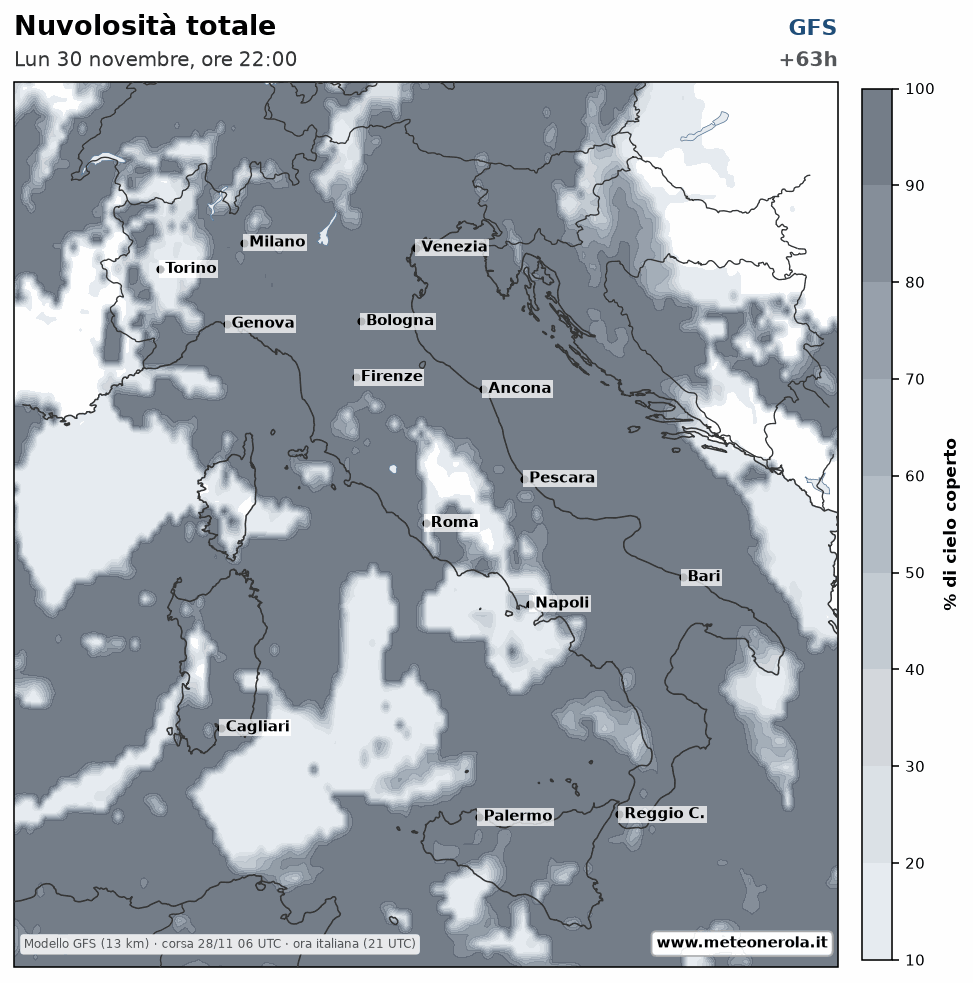 Nuvolosità totale
GFS
Lun 30 novembre, ore 22:00
+63h
100
90
80
70
60
50
40
30
20
10
% di cielo coperto
Milano
Venezia
Torino
Genova
Bologna
Firenze
Ancona
Pescara
Roma
Bari
Napoli
Cagliari
Palermo
Reggio C.
Modello GFS (13 km) · corsa 28/11 06 UTC · ora italiana (21 UTC)
www.meteonerola.it